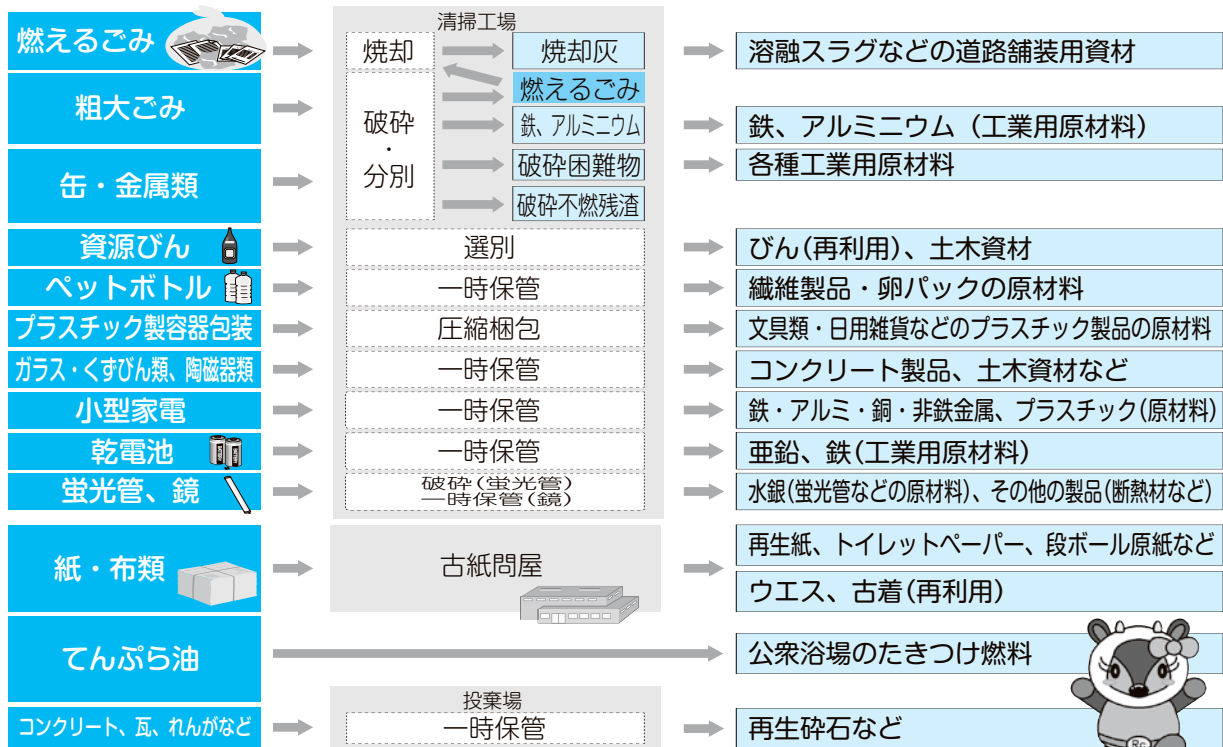 清掃工場
燃えるごみ
焼却
焼却灰
溶融スラグなどの道路舗装用資材
粗大ごみ
缶・金属類
破砕
・
分別
燃えるごみ
鉄、アルミニウム
鉄、アルミニウム（工業用原材料）
破砕困難物
各種工業用原材料
破砕不燃残渣
資源びん
選別
びん(再利用)、土木資材
ペットボトル
一時保管
繊維製品・卵パックの原材料
プラスチック製容器包装
圧縮梱包
文具類・日用雑貨などのプラスチック製品の原材料
ガラス・くずびん類、陶磁器類
一時保管
コンクリート製品、土木資材など
小型家電
一時保管
鉄・アルミ・銅・非鉄金属、プラスチック(原材料)
乾電池
一時保管
亜鉛、鉄(工業用原材料)
蛍光管、鏡
破砕(蛍光管)
一時保管(鏡)
水銀(蛍光管などの原材料)、その他の製品(断熱材など)
紙・布類
古紙問屋
再生紙、トイレットペーパー、段ボール原紙など
ウエス、古着(再利用)
てんぷら油
公衆浴場のたきつけ燃料
投棄場
コンクリート、瓦、れんがなど
一時保管
再生砕石など
Rc